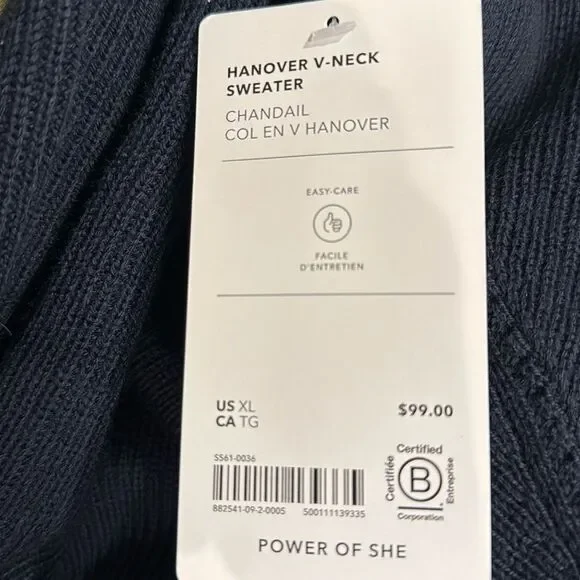 HANOVER V-NECK
SWEATER
CHANDAIL
COL EN V HANOVER
EASY-CARE
FACILE
D'ENTRETIEN
US XL
CA TG
$99.00
SS61-0036
882541-09-2-0005 500111139335
Certified
Certifiée
B
Entreprise
Corporation
POWER OF SHE